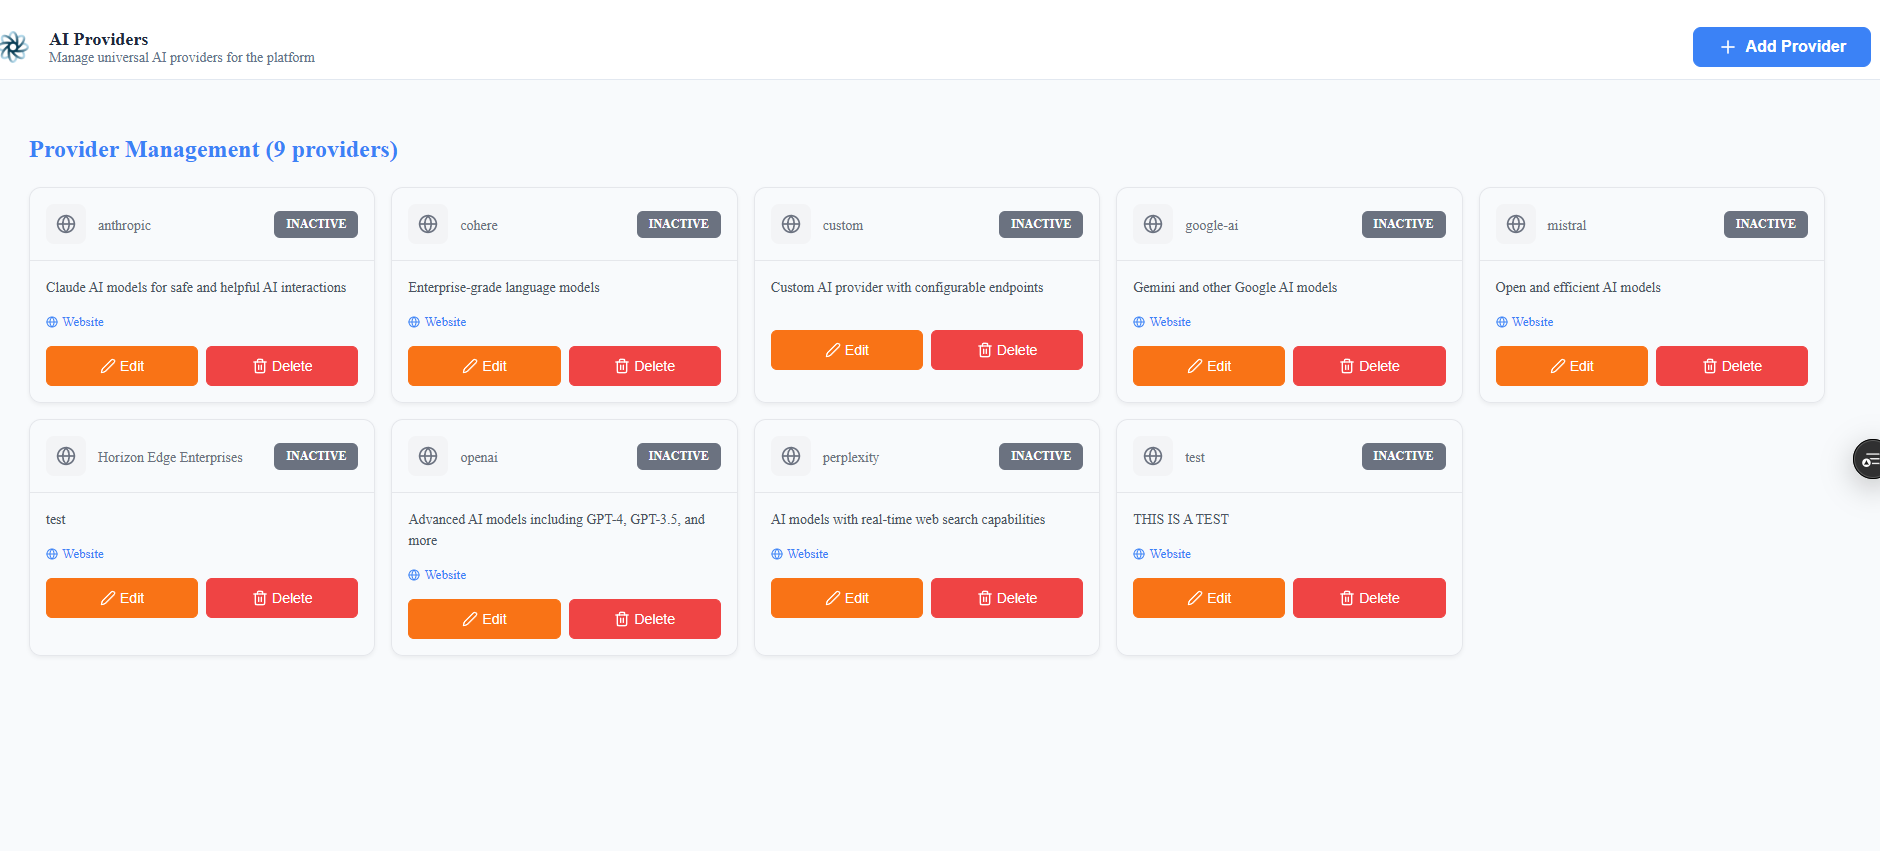 AI Providers
Manage universal AI providers for the platform
Add Provider
Provider Management (9 providers)
anthropic
INACTIVE
Claude AI models for safe and helpful AI interactions
Website
Edit
Delete
cohere
INACTIVE
Enterprise-grade language models
Website
Edit
Delete
custom
INACTIVE
Custom AI provider with configurable endpoints
Edit
Delete
google-ai
INACTIVE
Gemini and other Google AI models
Website
Edit
Delete
mistral
INACTIVE
Open and efficient AI models
Website
Edit
Delete
Horizon Edge Enterprises
INACTIVE
test
Website
Edit
Delete
openai
INACTIVE
Advanced AI models including GPT-4, GPT-3.5, and
more
Website
Edit
Delete
perplexity
INACTIVE
AI models with real-time web search capabilities
Website
Edit
Delete
test
INACTIVE
THIS IS A TEST
Website
Edit
Delete